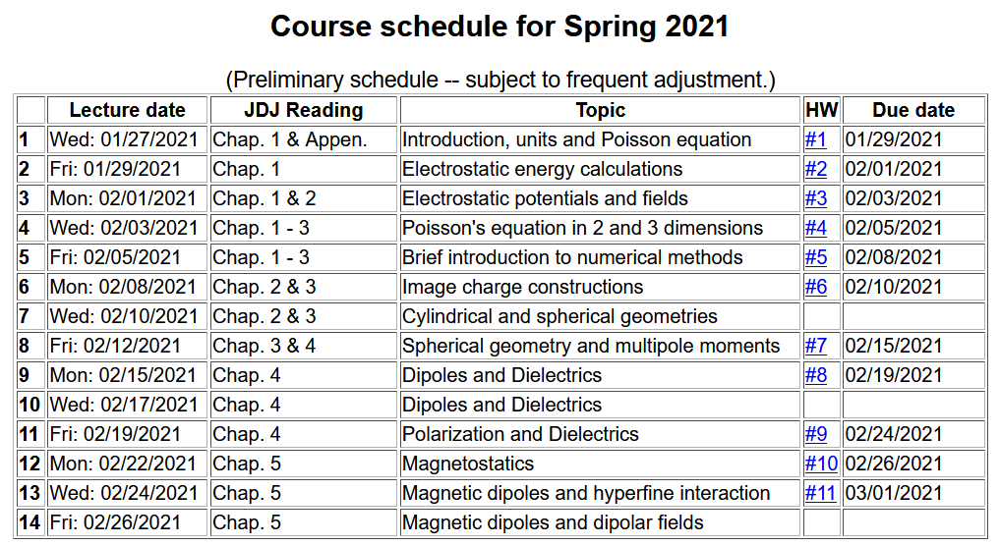 Course schedule for Spring 2021
(Preliminary schedule -- subject to frequent adjustment.)
Lecture date JDJ Reading Topic HW Due date
1 Wed: 01/27/2021 Chap. 1 & Appen. Introduction, units and Poisson equation #1 01/29/2021
2 Fri: 01/29/2021 Chap. 1 Electrostatic energy calculations #2 02/01/2021
3 Mon: 02/01/2021 Chap. 1 & 2 Electrostatic potentials and fields #3 02/03/2021
4 Wed: 02/03/2021 Chap. 1 - 3 Poisson's equation in 2 and 3 dimensions #4 02/05/2021
5 Fri: 02/05/2021 Chap. 1 - 3 Brief introduction to numerical methods #5 02/08/2021
6 Mon: 02/08/2021 Chap. 2 & 3 Image charge constructions #6 02/10/2021
7 Wed: 02/10/2021 Chap. 2 & 3 Cylindrical and spherical geometries
8 Fri: 02/12/2021 Chap. 3 & 4 Spherical geometry and multipole moments #7 02/15/2021
9 Mon: 02/15/2021 Chap. 4 Dipoles and Dielectrics #8 02/19/2021
10 Wed: 02/17/2021 Chap. 4 Dipoles and Dielectrics
11 Fri: 02/19/2021 Chap. 4 Polarization and Dielectrics #9 02/24/2021
12 Mon: 02/22/2021 Chap. 5 Magnetostatics #10 02/26/2021
13 Wed: 02/24/2021 Chap. 5 Magnetic dipoles and hyperfine interaction #11 03/01/2021
14 Fri: 02/26/2021 Chap. 5 Magnetic dipoles and dipolar fields